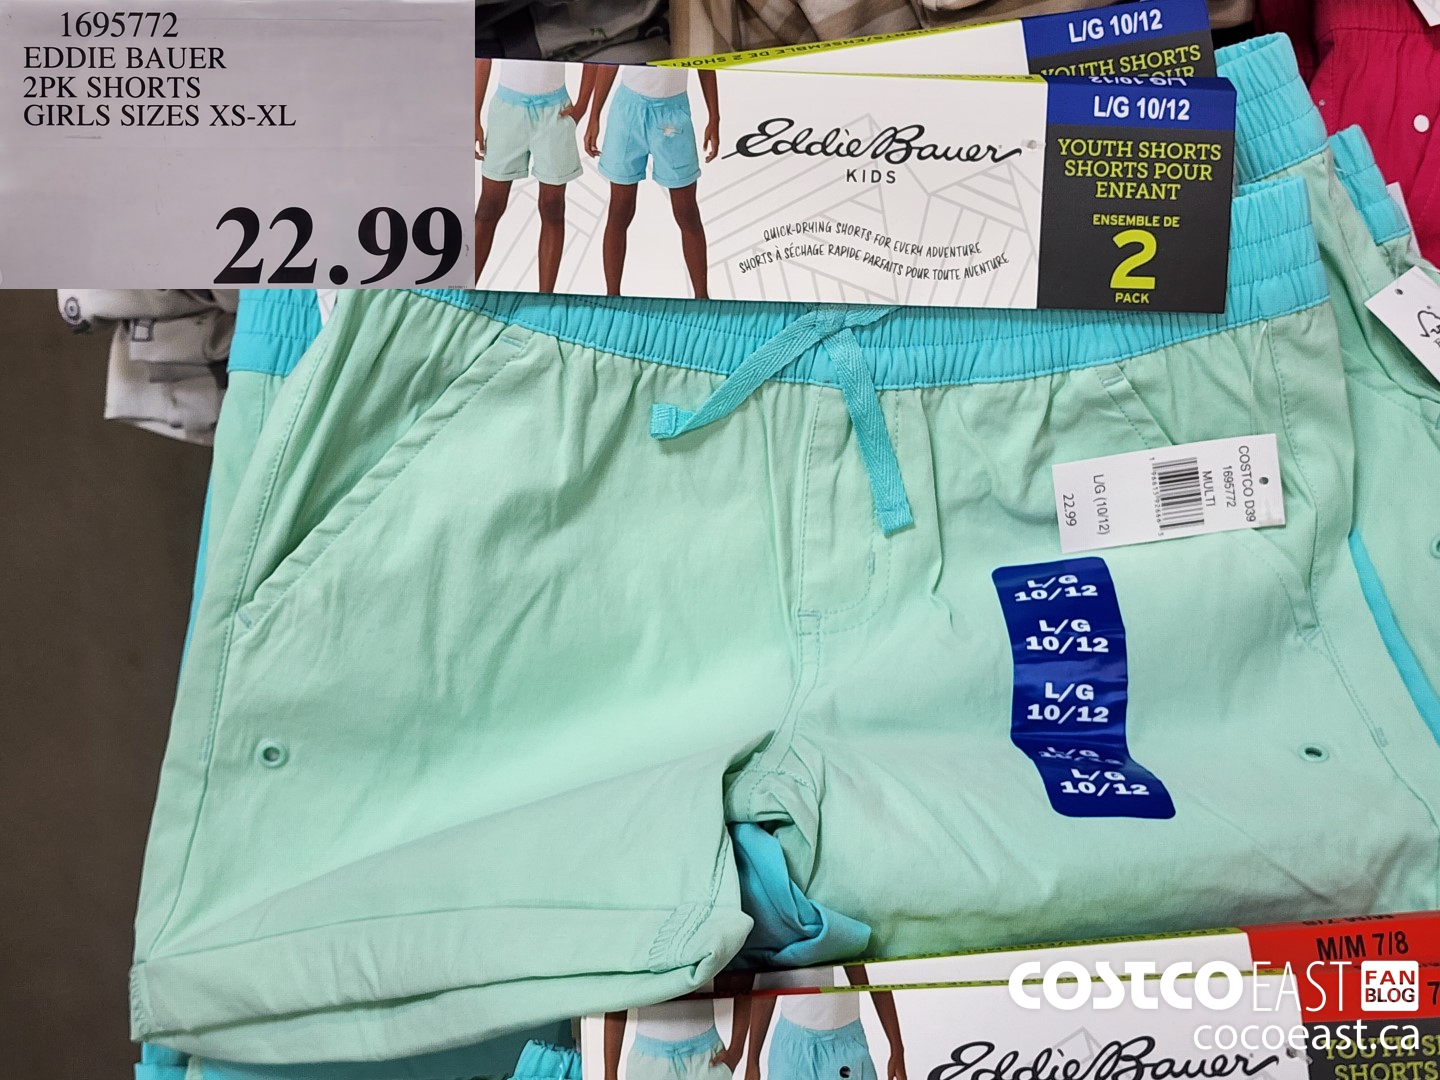 1695772
EDDIE BAUER
2PK SHORTS
GIRLS SIZES XS-XL
22.99
L/G 10/12
YOUTH SHORTS
L/G 10/12
Eddie Bauer
KIDS
QUICK-DRYING SHORTS FOR EVERY ADVENTURE
SHORTS À SÉCHAGE RAPIDE PARFAITS POUR TOUTE AVENTURE
YOUTH SHORTS
SHORTS POUR
ENFANT
ENSEMBLE DE
2
PACK
COSTCO D39
1695772
MULTI
L/G (10/12)
22.99
L/G
10/12
L/G
10/12
L/G
10/12
L/G
L/G
10/12
M/M 7/8
Eddie Bauer
COSTCO EAST FAN BLOG
cocoeast.ca